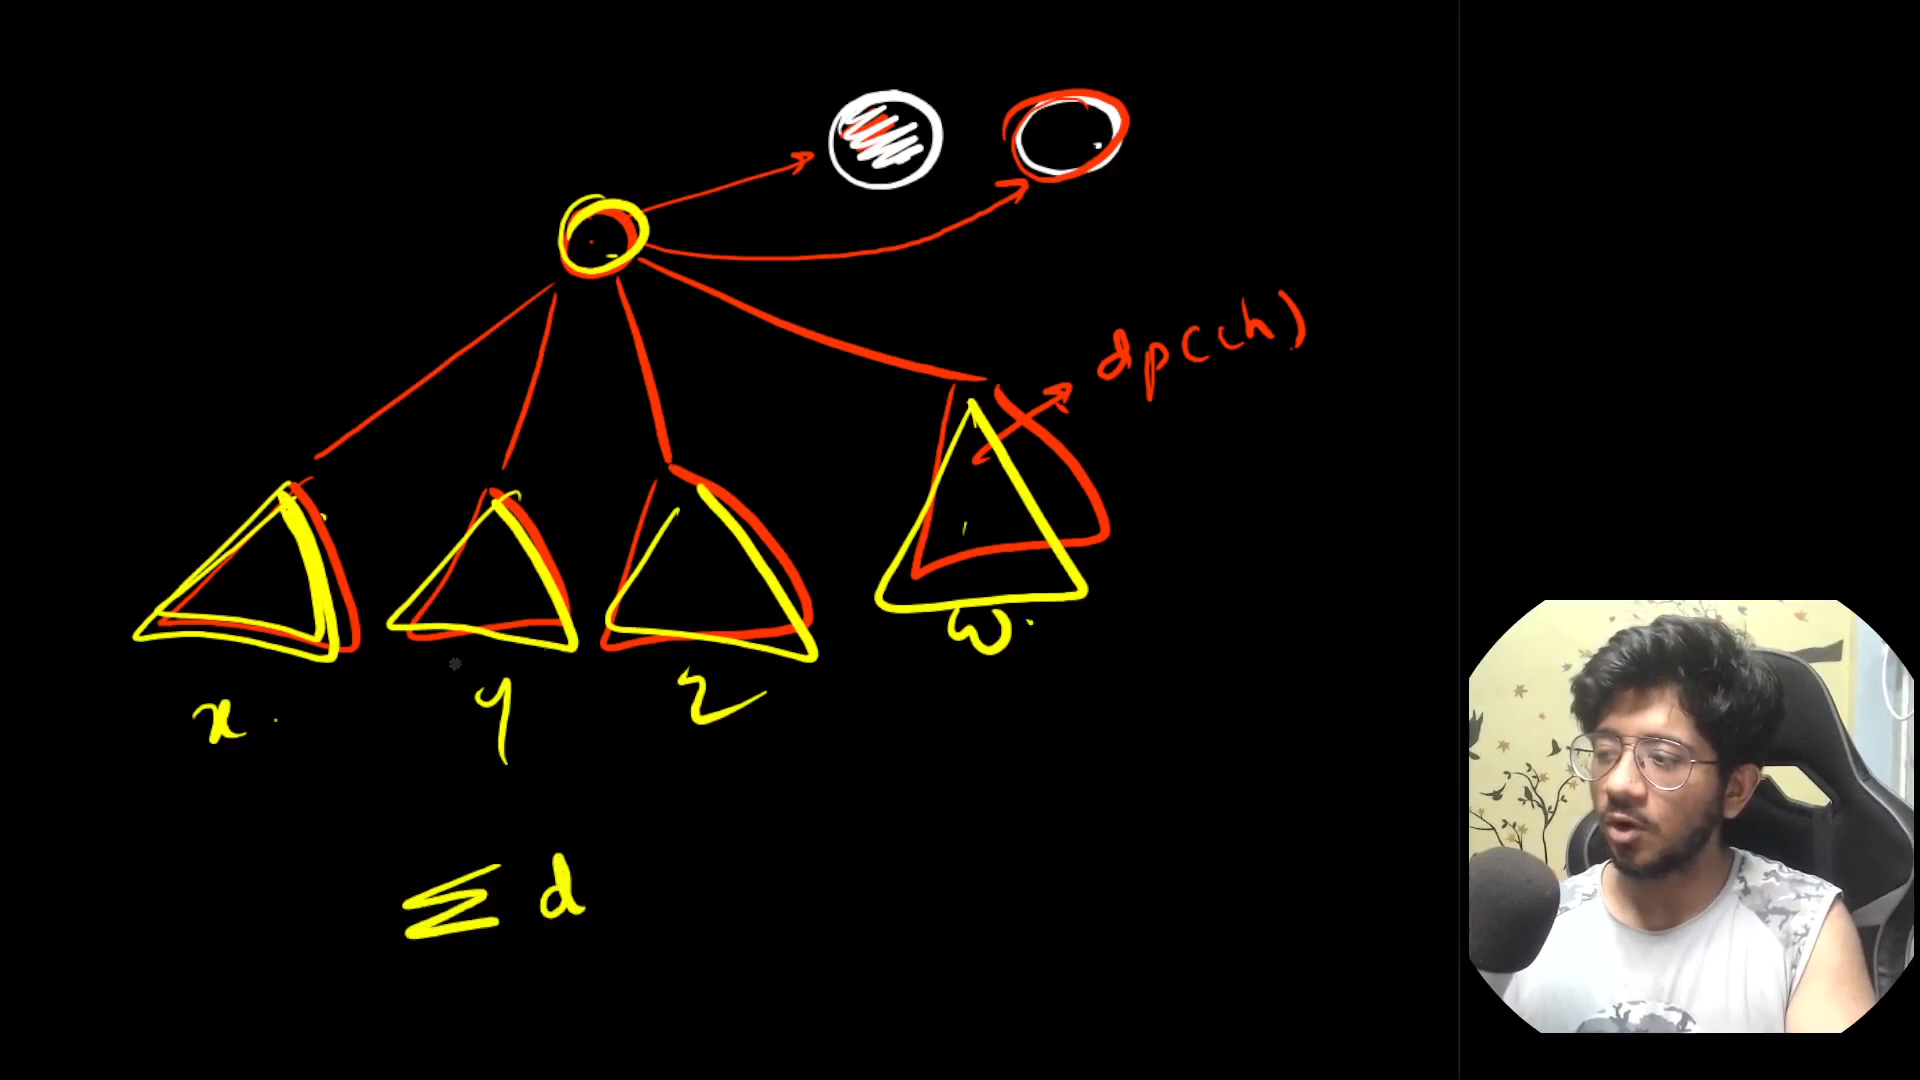 dp(ch)
w
x y z
Σ d